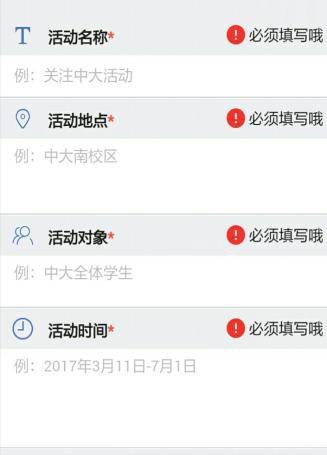 T 活动名称* 必须填写哦
例：关注中大活动
活动地点* 必须填写哦
例：中大南校区
活动对象* 必须填写哦
例：中大全体学生
活动时间* 必须填写哦
例：2017年3月11日-7月1日